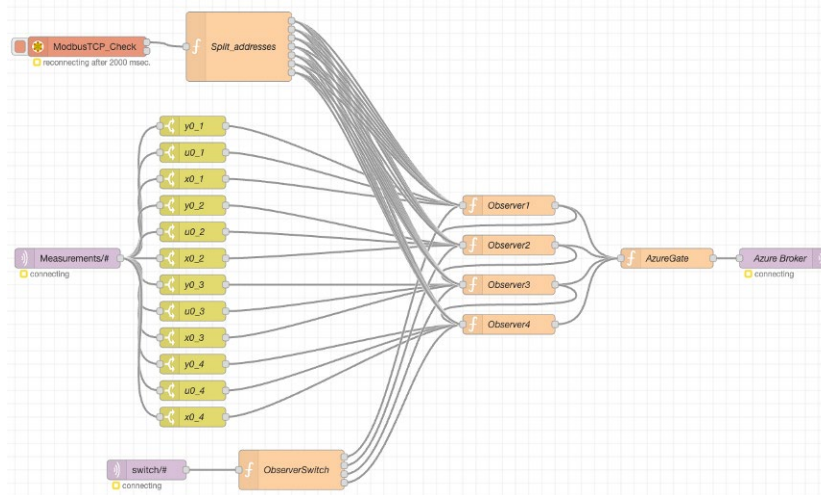 ModbusTCP_Check
reconnecting after 2000 msec.
Split_addresses
y0_1
u0_1
x0_1
y0_2
u0_2
x0_2
y0_3
u0_3
x0_3
y0_4
u0_4
x0_4
Measurements/#
connecting
Observer1
Observer2
Observer3
Observer4
AzureGate
Azure Broker
connecting
switch/#
connecting
ObserverSwitch